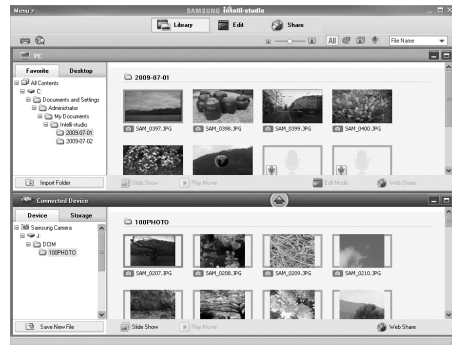 Menu >
SAMSUNG intelli-studio
Library Edit Share
All File Name
PC
Favorite Desktop
2009-07-01
All Contents
C
Documents and Settings
Administrator
My Documents
Intelli-studio
2009-07-01
2009-07-02
SAM_0397.JPG SAM_0398.JPG SAM_0399.JPG SAM_0400.JPG
Import Folder Slide Show Play Movie Edit Mode Web Share
Connected Device
Device Storage
100PHOTO
Samsung Camera
J
DCIM
100PHOTO
SAM_0207.JPG SAM_0208.JPG SAM_0209.JPG SAM_0210.JPG
Save New File Slide Show Play Movie Web Share